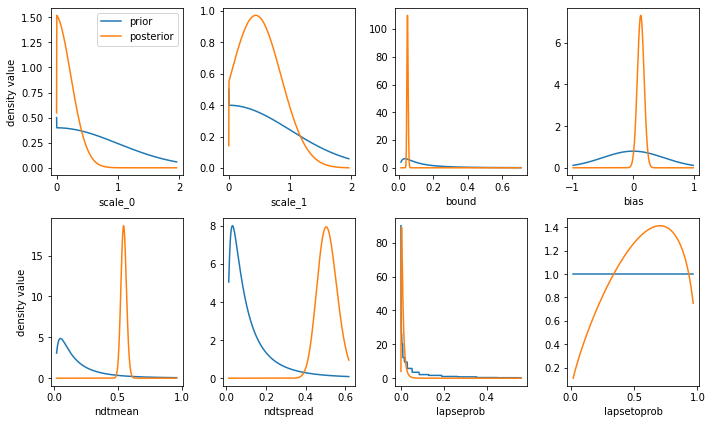 1.50
1.25
1.00
0.75
0.50
0.25
0.00
density value
prior
posterior
0 1 2
scale_0
1.0
0.8
0.6
0.4
0.2
0.0
0 1 2
scale_1
100
80
60
40
20
0
0.0 0.2 0.4 0.6
bound
6
4
2
0
-1 0 1
bias
15
10
5
0
density value
0.0 0.5 1.0
ndtmean
8
6
4
2
0
0.0 0.2 0.4 0.6
ndtspread
80
60
40
20
0
0.0 0.2 0.4
lapseprob
1.4
1.2
1.0
0.8
0.6
0.4
0.2
0.0 0.5 1.0
lapsetoprob